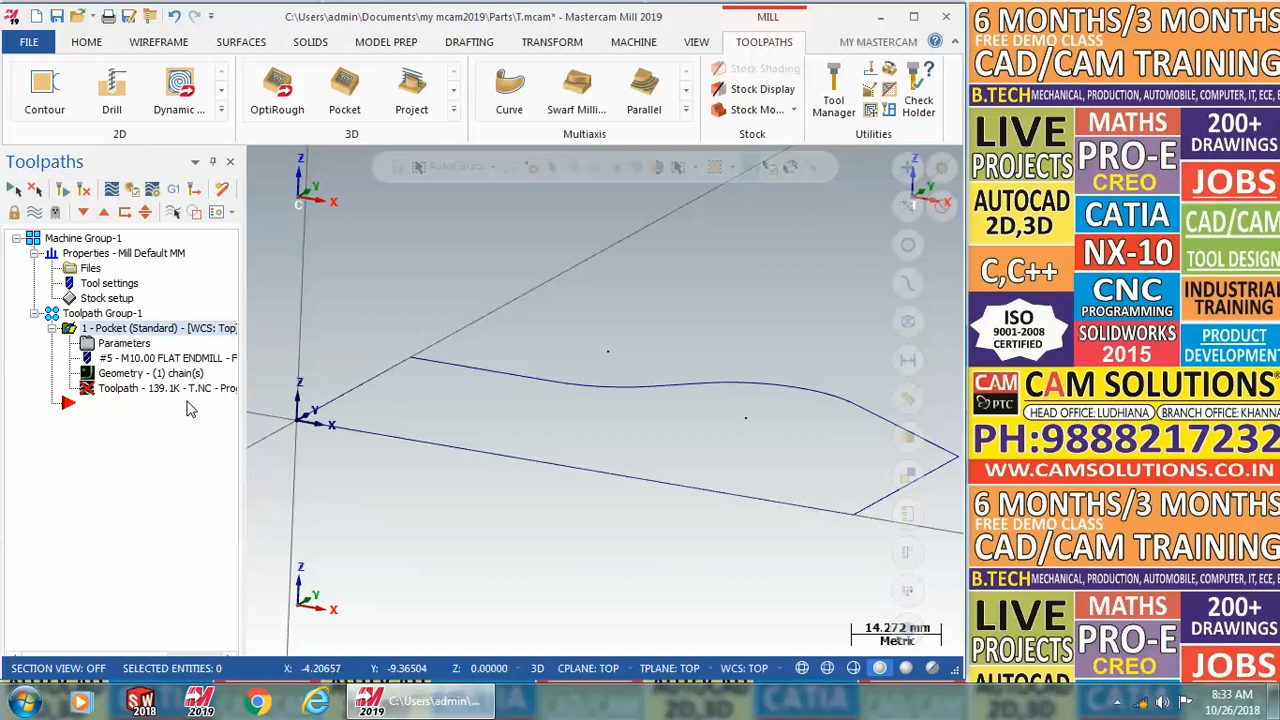 C:\Users\admin\Documents\my mcam2019\Parts\T.mcam* - Mastercam Mill 2019
MILL
FILE
HOME
WIREFRAME
SURFACES
SOLIDS
MODEL PREP
DRAFTING
TRANSFORM
MACHINE
VIEW
TOOLPATHS
MY MASTERCAM
Contour
Drill
Dynamic ...
OptiRough
Pocket
Project
Curve
Swarf Milli...
Parallel
Stock Shading
Stock Display
Stock Mo...
Tool
Manager
Check
Holder
2D
3D
Multiaxis
Stock
Utilities
Toolpaths
G1
AutoCursor
Machine Group-1
Properties - Mill Default MM
Files
Tool settings
Stock setup
Toolpath Group-1
1 - Pocket (Standard) - [WCS: Top]
Parameters
#5 - M10.00 FLAT ENDMILL - F
Geometry - (1) chain(s)
Toolpath - 139.1K - T.NC - Pro
Z
Y
X
C
Z
Y
X
T
Z
Y
X
Z
Y
X
14.272 mm
Metric
SECTION VIEW: OFF
SELECTED ENTITIES: 0
X: -4.20657
Y: -9.36504
Z: 0.00000
3D
CPLANE: TOP
TPLANE: TOP
WCS: TOP
SW
2018
2019
2019
C:\Users\admin\...
8:33 AM
10/26/2018
6 MONTHS/3 MONTHS
FREE DEMO CLASS
CAD/CAM TRAINING
B.TECH MECHANICAL, PRODUCTION, AUTOMOBILE, COMPUTER, IT, ECE, E
LIVE
PROJECTS
MATHS
PRO-E
CREO
200+
DRAWINGS
JOBS
AUTOCAD
2D,3D
CATIA
CAD/CAM
NX-10
TOOL DESIGN
C,C++
CNC
PROGRAMMING
INDUSTRIAL
TRAINING
ISO
9001-2008
CERTIFIED
SOLIDWORKS
2015
PRODUCT
DEVELOPMENT
CAM
PTC
CAM SOLUTIONS
HEAD OFFICE: LUDHIANA
BRANCH OFFICE: KHANNA
PH:9888217232
WWW.CAMSOLUTIONS.CO.IN
6 MONTHS/3 MONTHS
FREE DEMO CLASS
CAD/CAM TRAINING
B.TECH MECHANICAL, PRODUCTION, AUTOMOBILE, COMPUTER, IT, ECE, E
LIVE
PROJECTS
MATHS
PRO-E
CREO
200+
DRAWINGS
JOBS
AUTOCAD
2D,3D